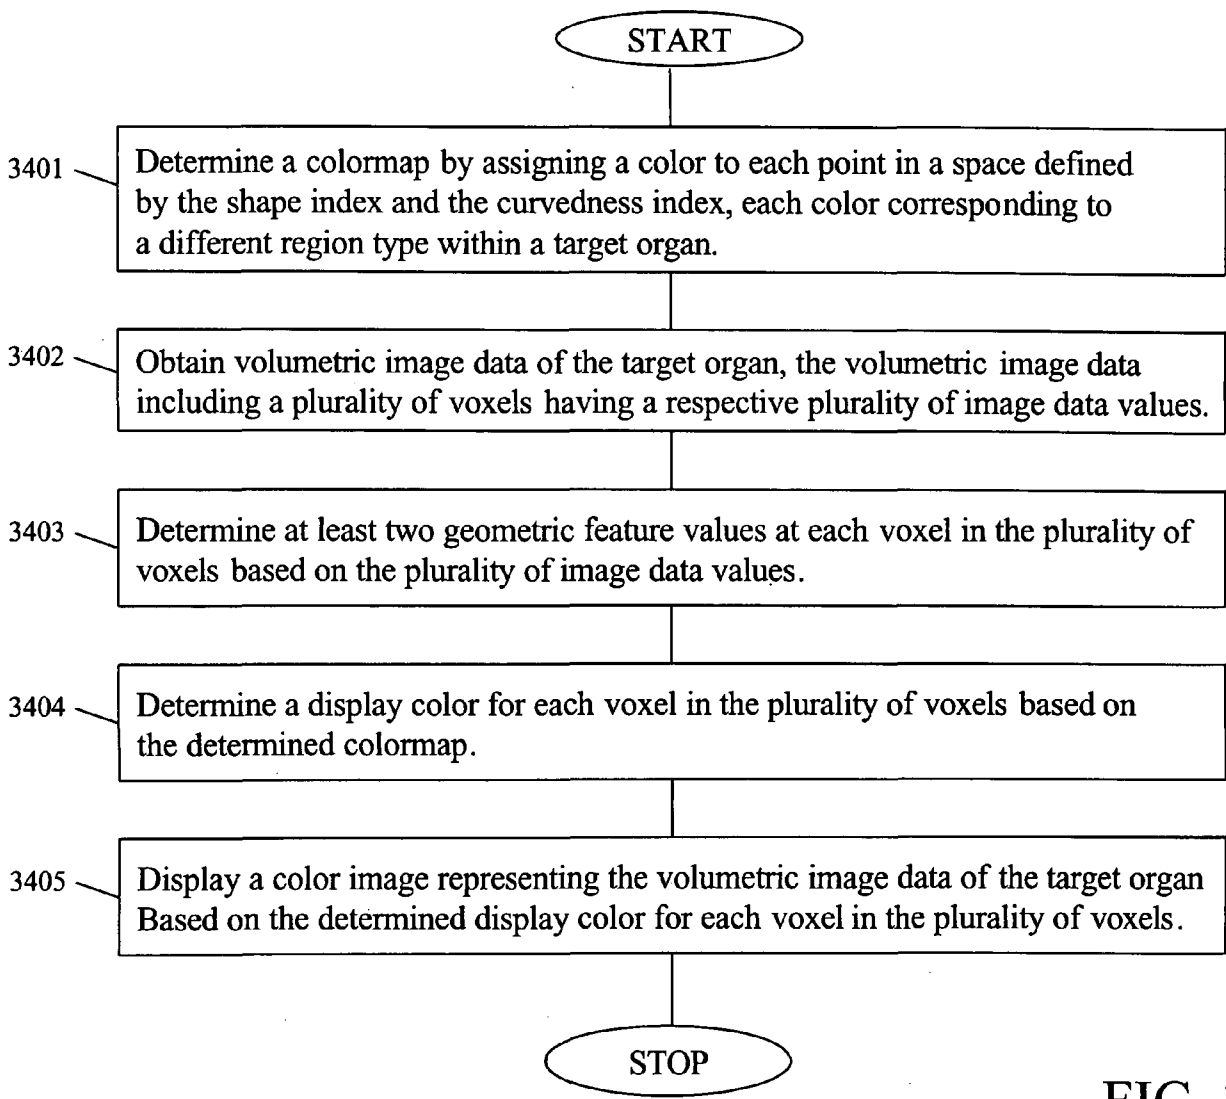 START
3401
Determine a colormap by assigning a color to each point in a space defined
by the shape index and the curvedness index, each color corresponding to
a different region type within a target organ.
3402
Obtain volumetric image data of the target organ, the volumetric image data
including a plurality of voxels having a respective plurality of image data values.
3403
Determine at least two geometric feature values at each voxel in the plurality of
voxels based on the plurality of image data values.
3404
Determine a display color for each voxel in the plurality of voxels based on
the determined colormap.
3405
Display a color image representing the volumetric image data of the target organ
Based on the determined display color for each voxel in the plurality of voxels.
STOP
FIG.